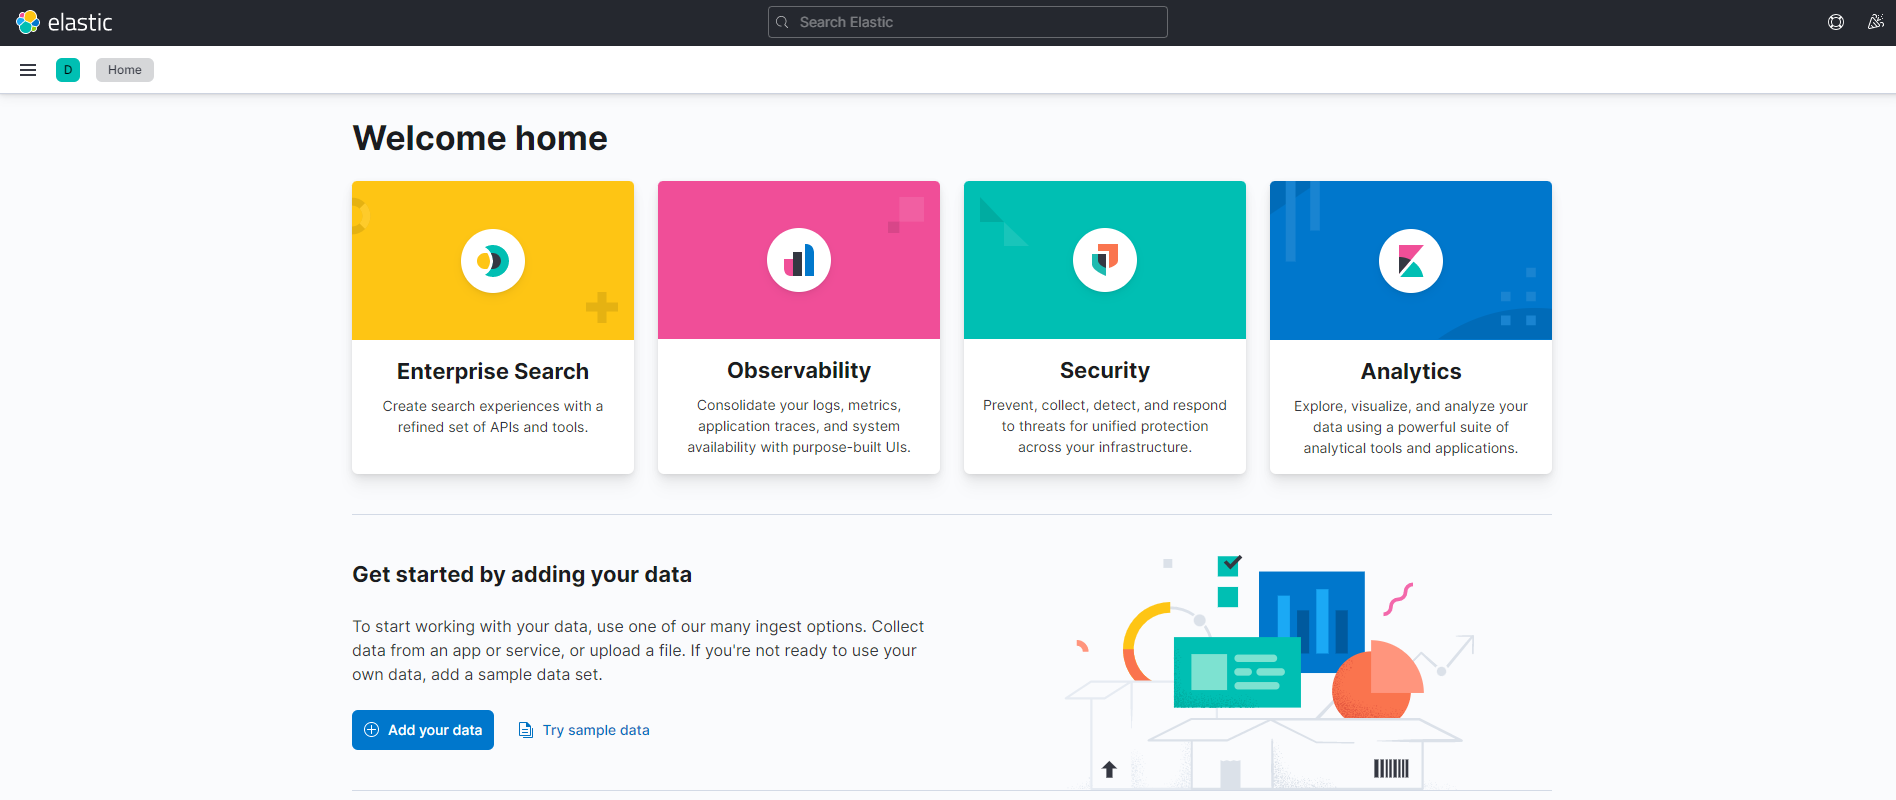 elastic
Search Elastic
D
Home
Welcome home
Enterprise Search
Create search experiences with a
refined set of APIs and tools.
Observability
Consolidate your logs, metrics,
application traces, and system
availability with purpose-built UIs.
Security
Prevent, collect, detect, and respond
to threats for unified protection
across your infrastructure.
Analytics
Explore, visualize, and analyze your
data using a powerful suite of
analytical tools and applications.
Get started by adding your data
To start working with your data, use one of our many ingest options. Collect
data from an app or service, or upload a file. If you're not ready to use your
own data, add a sample data set.
Add your data
Try sample data